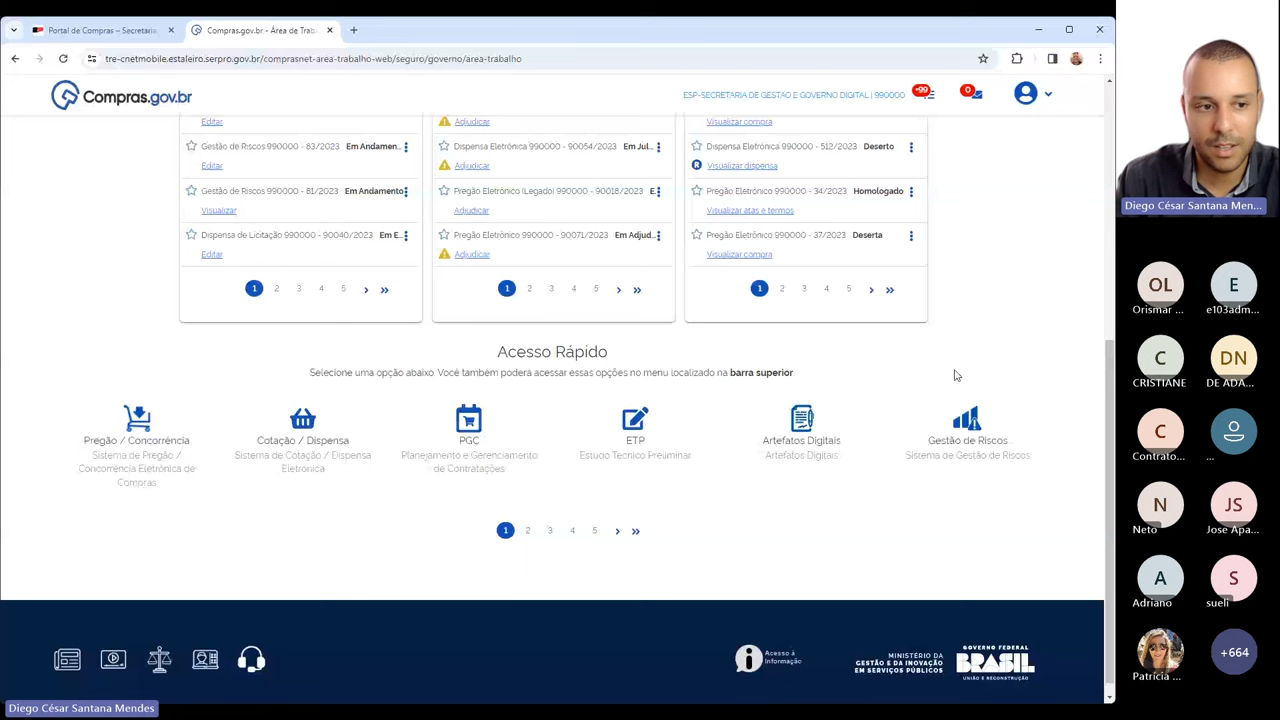 Portal de Compras – Secretaria
Compras.gov.br - Área de Trab
tre-cnetmobile.estaleiro.serpro.gov.br/comprasnet-area-trabalho-web/seguro/governo/area-trabalho
Compras.gov.br
ESP-SECRETARIA DE GESTAO E GOVERNO DIGITAL | 990000
+99
0
Editar
Gestão de Riscos 990000 - 83/2023 Em Andamen...
Editar
Gestão de Riscos 990000 - 81/2023 Em Andamento
Visualizar
Dispensa de Licitação 990000 - 90040/2023 Em E...
Editar
1 2 3 4 5
Adjudicar
Dispensa Eletrônica 990000 - 90054/2023 Em Jul...
Adjudicar
Pregão Eletrônico (Legado) 990000 - 90018/2023 E...
Adjudicar
Pregão Eletrônico 990000 - 90071/2023 Em Adjud...
Adjudicar
1 2 3 4 5
Visualizar compra
Dispensa Eletrônica 990000 - 512/2023 Deserto
R Visualizar dispensa
Pregão Eletrônico 990000 - 34/2023 Homologado
Visualizar atas e termos
Pregão Eletrônico 990000 - 37/2023 Deserta
Visualizar compra
1 2 3 4 5
Acesso Rápido
Selecione uma opção abaixo. Você também poderá acessar essas opções no menu localizado na barra superior.
Pregão / Concorrência
Sistema de Pregão /
Concorrência Eletrônica de
Compras
Cotação / Dispensa
Sistema de Cotação / Dispensa
Eletrônica
PGC
Planejamento e Gerenciamento
de Contratações
ETP
Estudo Técnico Preliminar
Artefatos Digitais
Artefatos Digitais
Gestão de Riscos
Sistema de Gestão de Riscos
1 2 3 4 5
Acesso à
Informação
MINISTÉRIO DA
GESTÃO E DA INOVAÇÃO
EM SERVIÇOS PÚBLICOS
GOVERNO FEDERAL
BRASIL
UNIÃO E RECONSTRUÇÃO
Diego César Santana Mendes
Diego César Santana Men...
OL
Orismar ...
E
e103adm...
C
CRISTIANE
DN
DE ADA...
C
Contrato...
...
N
Neto
JS
Jose Apa...
A
Adriano
S
sueli
Patrícia ...
+664